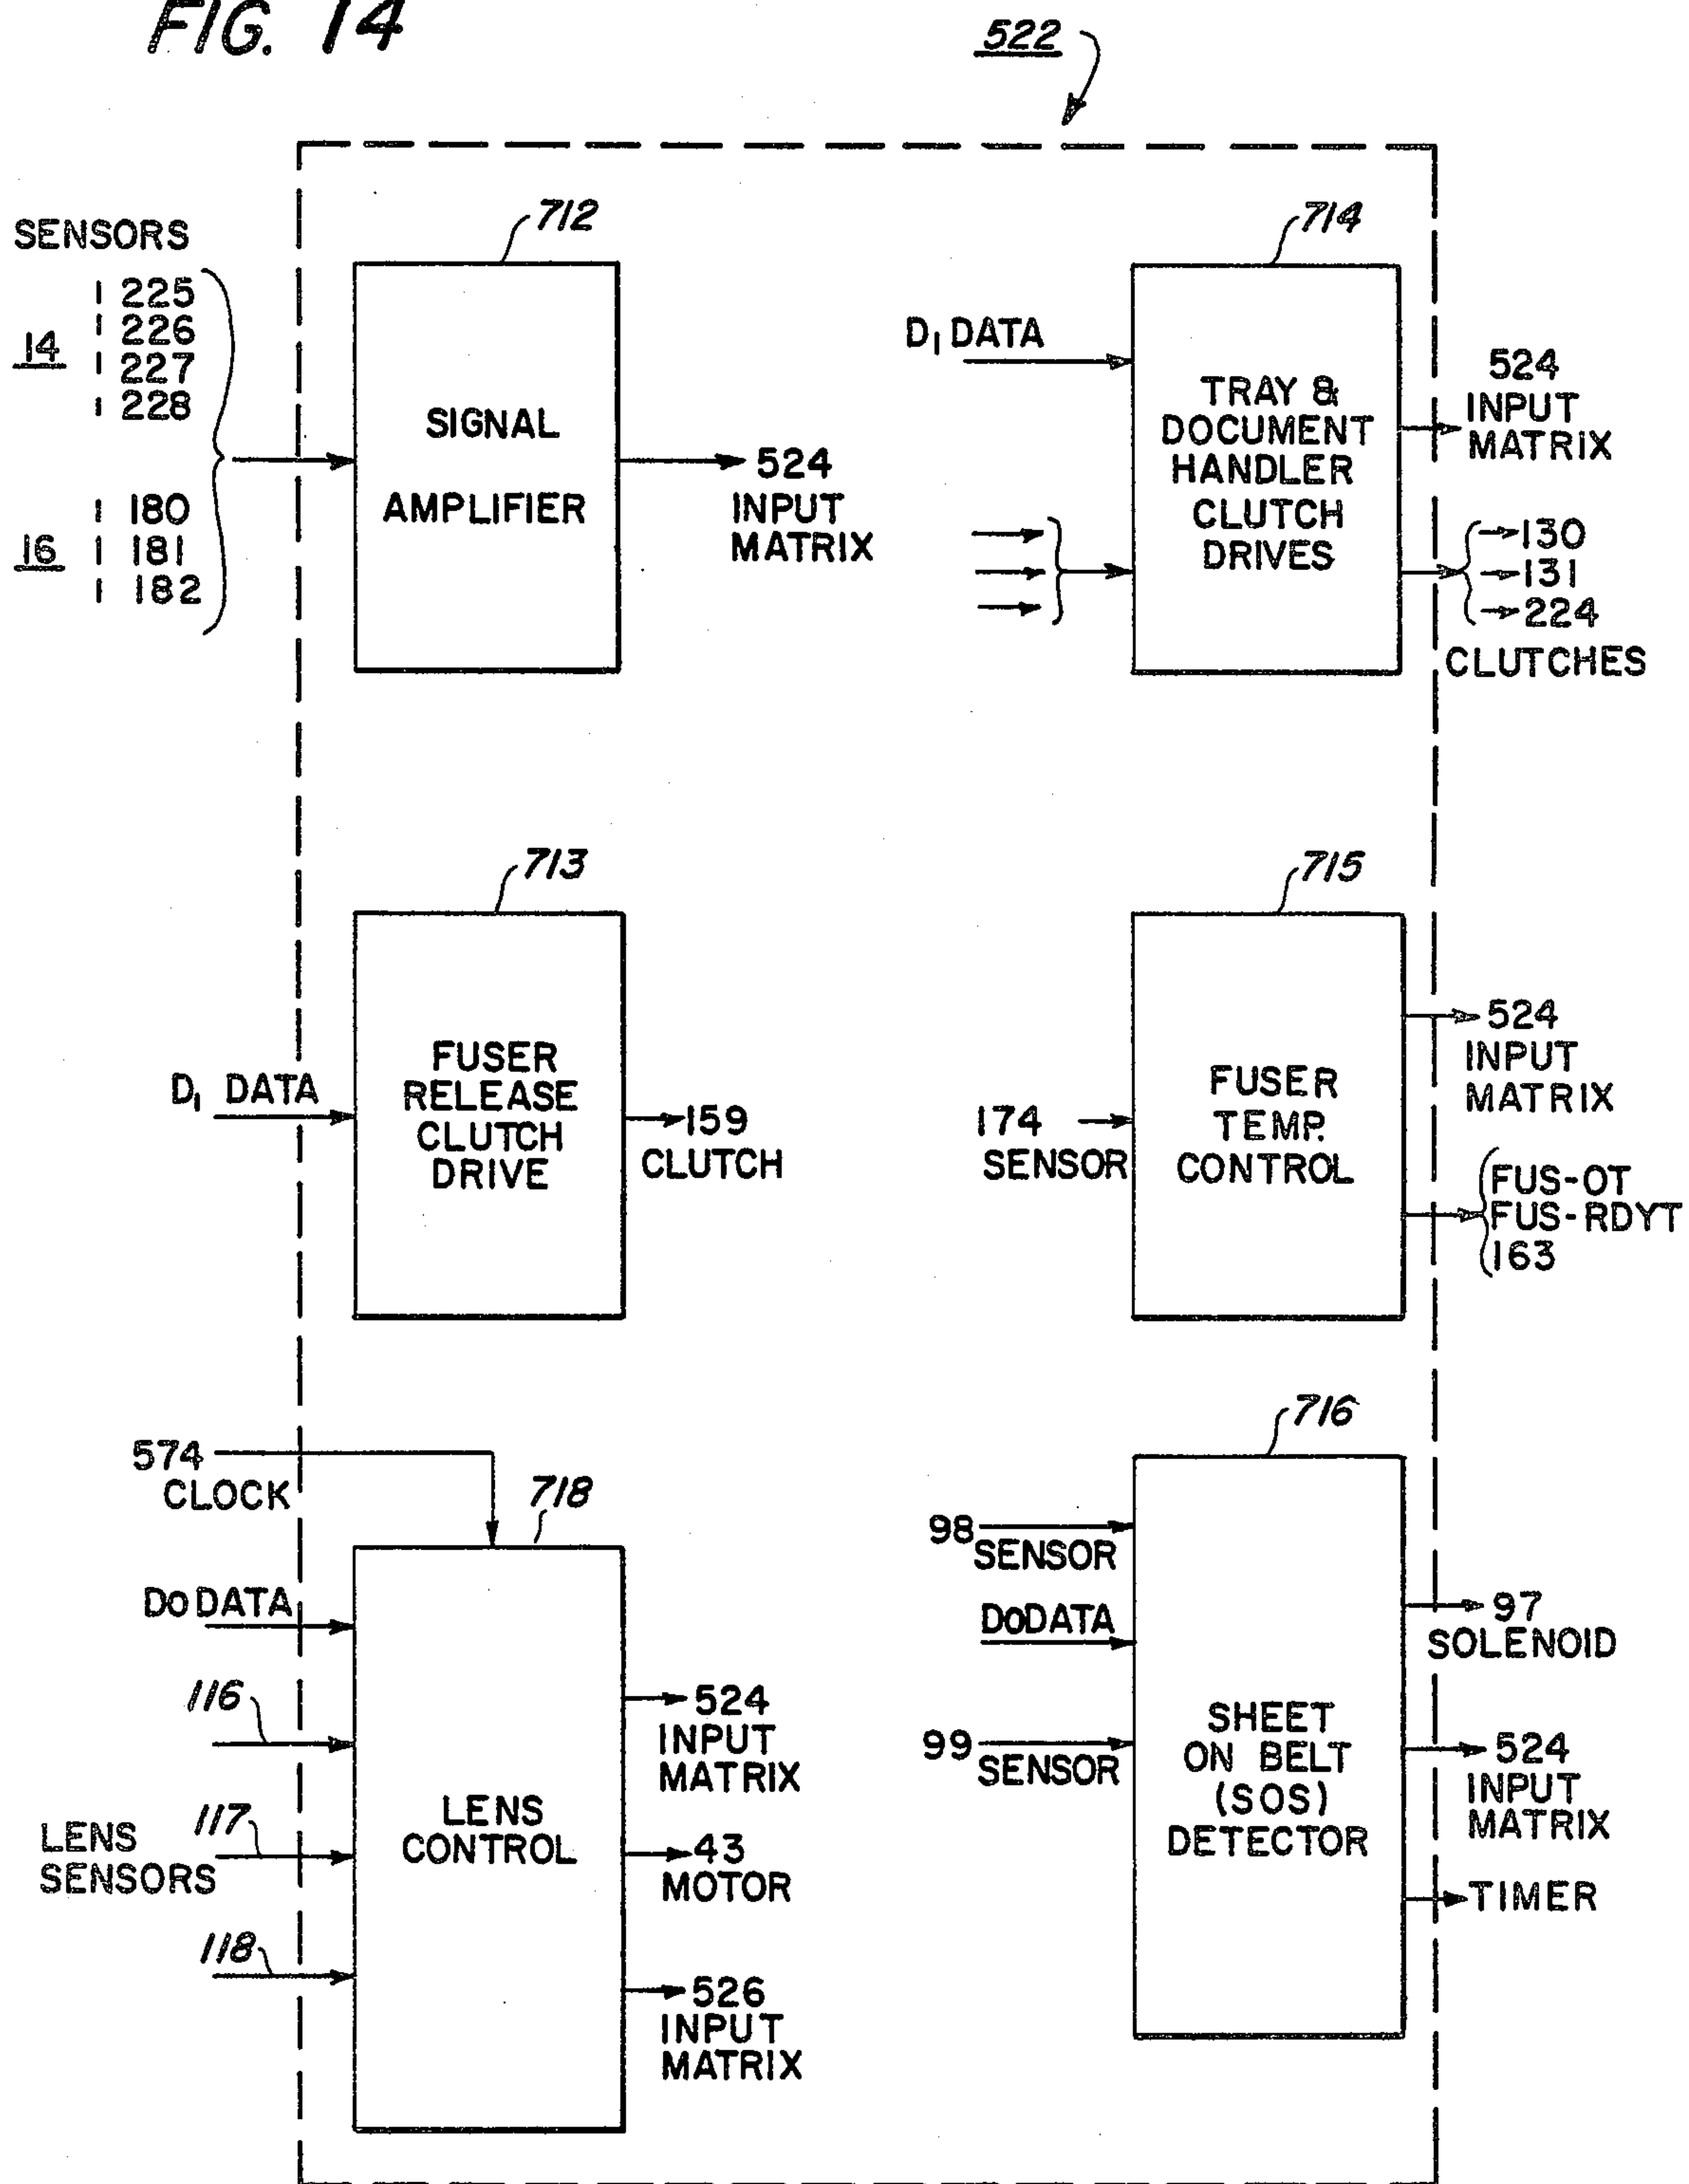 FIG. 14
522
SENSORS
14
225
226
227
228
16
180
181
182
712
SIGNAL
AMPLIFIER
524
INPUT
MATRIX
714
D₁ DATA
TRAY &
DOCUMENT
HANDLER
CLUTCH
DRIVES
524
INPUT
MATRIX
130
131
224
CLUTCHES
713
D₁ DATA
FUSER
RELEASE
CLUTCH
DRIVE
159
CLUTCH
715
174
SENSOR
FUSER
TEMP.
CONTROL
524
INPUT
MATRIX
FUS-OT
FUS-RDYT
163
574
CLOCK
718
DO DATA
116
LENS
SENSORS
117
118
LENS
CONTROL
524
INPUT
MATRIX
43
MOTOR
526
INPUT
MATRIX
716
98
SENSOR
DO DATA
99
SENSOR
SHEET
ON BELT
(SOS)
DETECTOR
97
SOLENOID
524
INPUT
MATRIX
TIMER